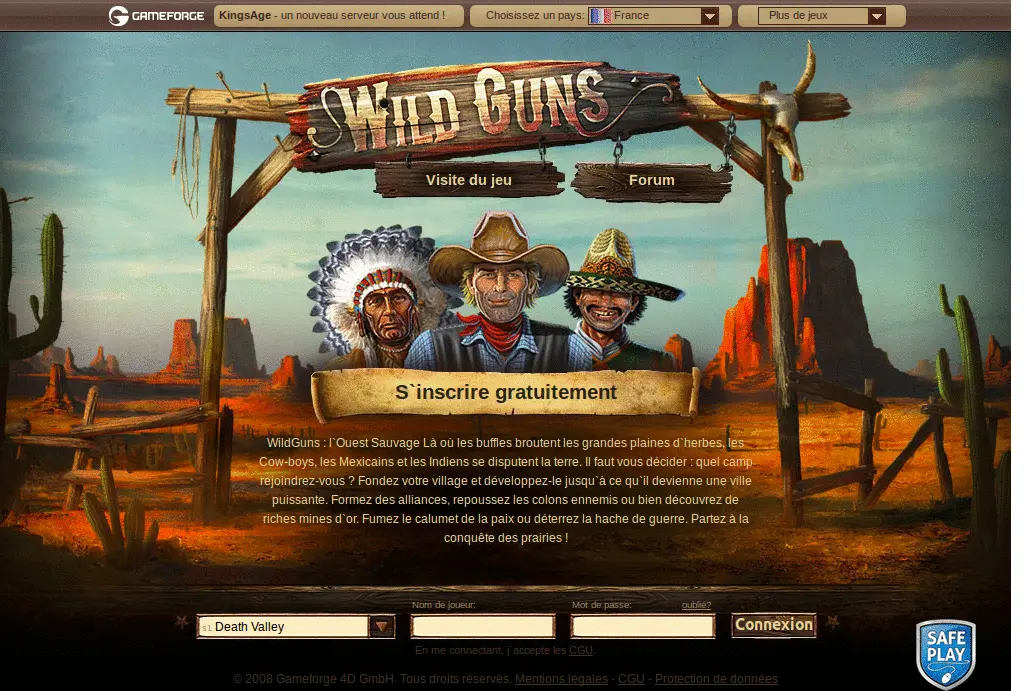 GAMEFORGE
KingsAge - un nouveau serveur vous attend !
Choisissez un pays: France
Plus de jeux
WILD GUNS
Visite du jeu
Forum
S`inscrire gratuitement
WildGuns : l`Ouest Sauvage Là où les buffles broutent les grandes plaines d`herbes, les
Cow-boys, les Mexicains et les Indiens se disputent la terre. Il faut vous décider : quel camp
rejoindrez-vous ? Fondez votre village et développez-le jusqu`à ce qu`il devienne une ville
puissante. Formez des alliances, repoussez les colons ennemis ou bien découvrez de
riches mines d`or. Fumez le calumet de la paix ou déterrez la hache de guerre. Partez à la
conquête des prairies !
Nom de joueur:
Mot de passe:
oublié?
s1 Death Valley
Connexion
En me connectant, j`accepte les CGU.
SAFE
PLAY
© 2008 Gameforge 4D GmbH. Tous droits réservés. Mentions légales - CGU - Protection de données